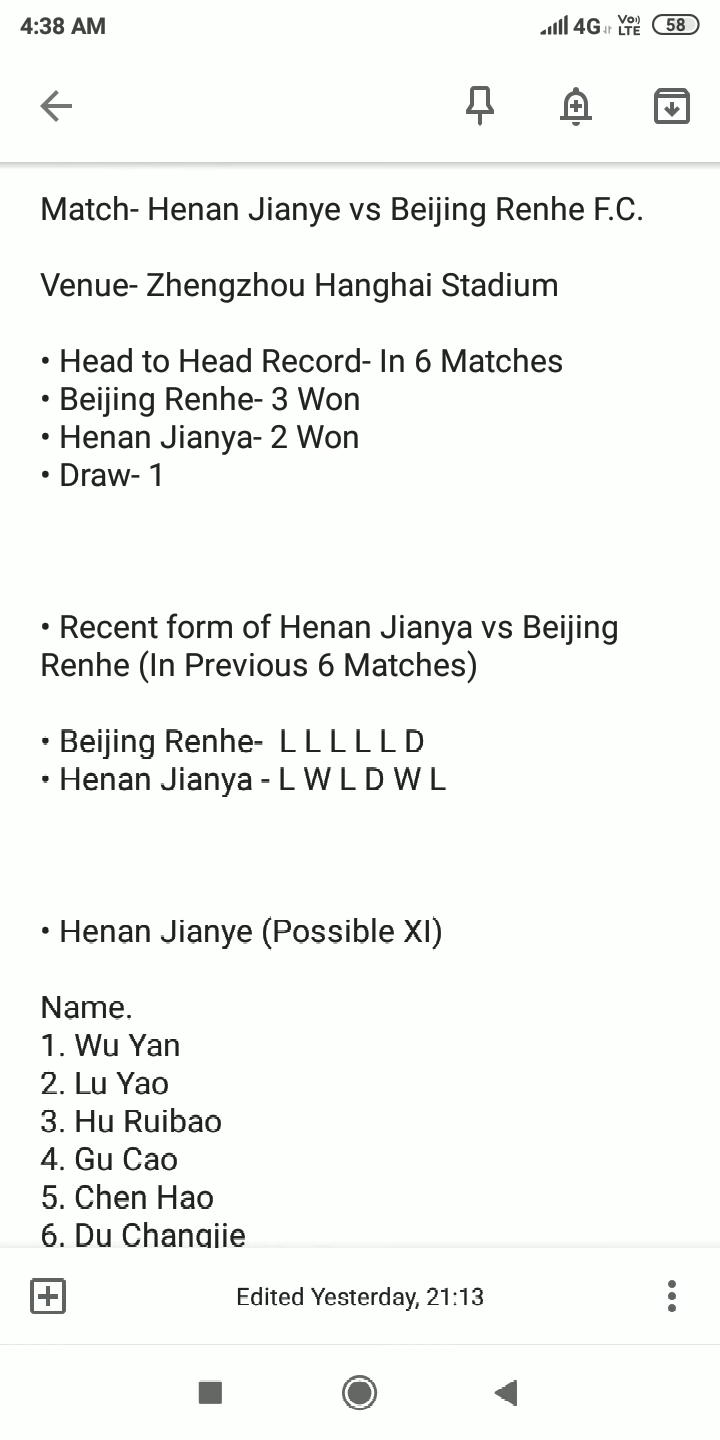 4:38 AM
4G
Vo))
LTE
58
Match- Henan Jianye vs Beijing Renhe F.C.
Venue- Zhengzhou Hanghai Stadium
• Head to Head Record- In 6 Matches
• Beijing Renhe- 3 Won
• Henan Jianya- 2 Won
• Draw- 1
• Recent form of Henan Jianya vs Beijing
Renhe (In Previous 6 Matches)
• Beijing Renhe-  L L L L L D
• Henan Jianya - L W L D W L
• Henan Jianye (Possible XI)
Name.
1. Wu Yan
2. Lu Yao
3. Hu Ruibao
4. Gu Cao
5. Chen Hao
6. Du Changjie
Edited Yesterday, 21:13